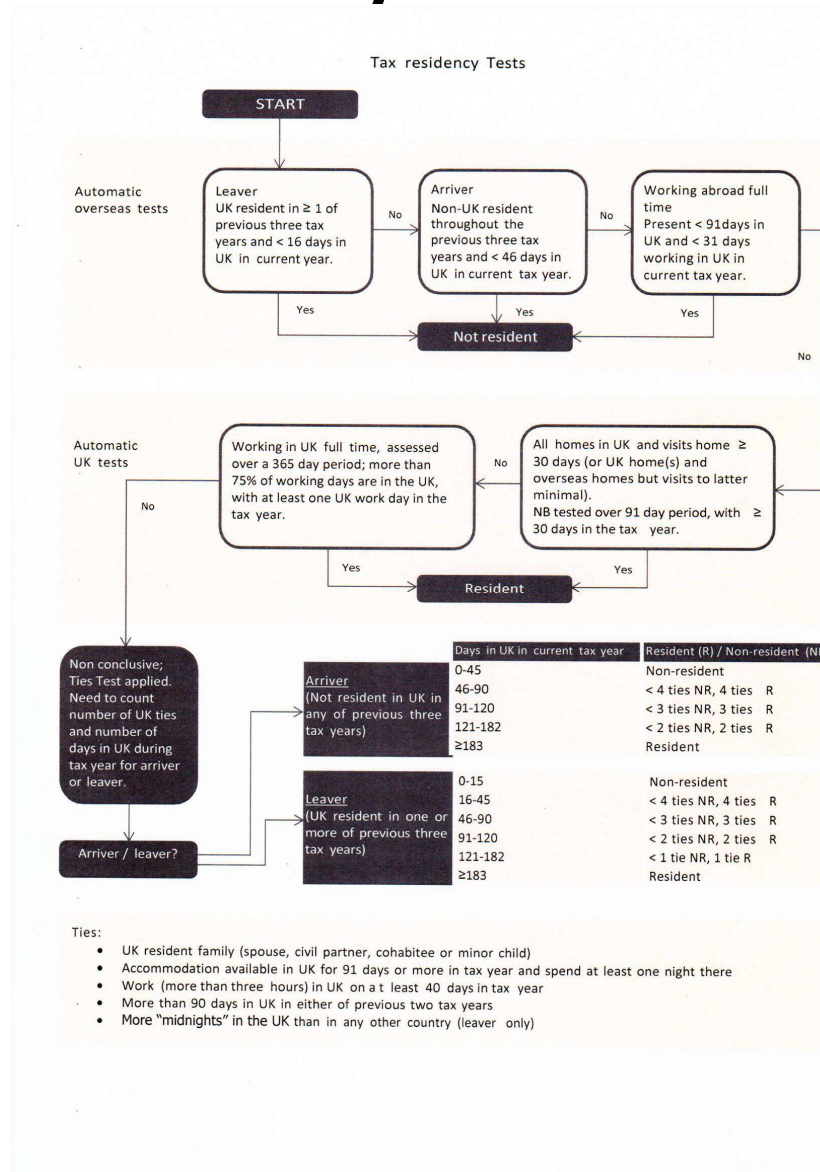 Tax residency Tests
START
Automatic
overseas tests
Leaver
UK resident in ≥ 1 of
previous three tax
years and < 16 days in
UK in current year.
No
Arriver
Non-UK resident
throughout the
previous three tax
years and < 46 days in
UK in current tax year.
No
Working abroad full
time
Present < 91days in
UK and < 31 days
working in UK in
current tax year.
Yes
Yes
Yes
Not resident
No
Automatic
UK tests
Working in UK full time, assessed
over a 365 day period; more than
75% of working days are in the UK,
with at least one UK work day in the
tax year.
No
All homes in UK and visits home ≥
30 days (or UK home(s) and
overseas homes but visits to latter
minimal).
NB tested over 91 day period, with ≥
30 days in the tax year.
No
Yes
Yes
Resident
Non conclusive;
Ties Test applied.
Need to count
number of UK ties
and number of
days in UK during
tax year for arriver
or leaver.
Arriver / leaver?
Days in UK in current tax year Resident (R) / Non-resident
Arriver
(Not resident in UK in
any of previous three
tax years)
0-45 Non-resident
46-90 < 4 ties NR, 4 ties R
91-120 < 3 ties NR, 3 ties R
121-182 < 2 ties NR, 2 ties R
≥183 Resident
Leaver
(UK resident in one or
more of previous three
tax years)
0-15 Non-resident
16-45 < 4 ties NR, 4 ties R
46-90 < 3 ties NR, 3 ties R
91-120 < 2 ties NR, 2 ties R
121-182 < 1 tie NR, 1 tie R
≥183 Resident
Ties:
• UK resident family (spouse, civil partner, cohabitee or minor child)
• Accommodation available in UK for 91 days or more in tax year and spend at least one night there
• Work (more than three hours) in UK on a t least 40 days in tax year
• More than 90 days in UK in either of previous two tax years
• More "midnights" in the UK than in any other country (leaver only)